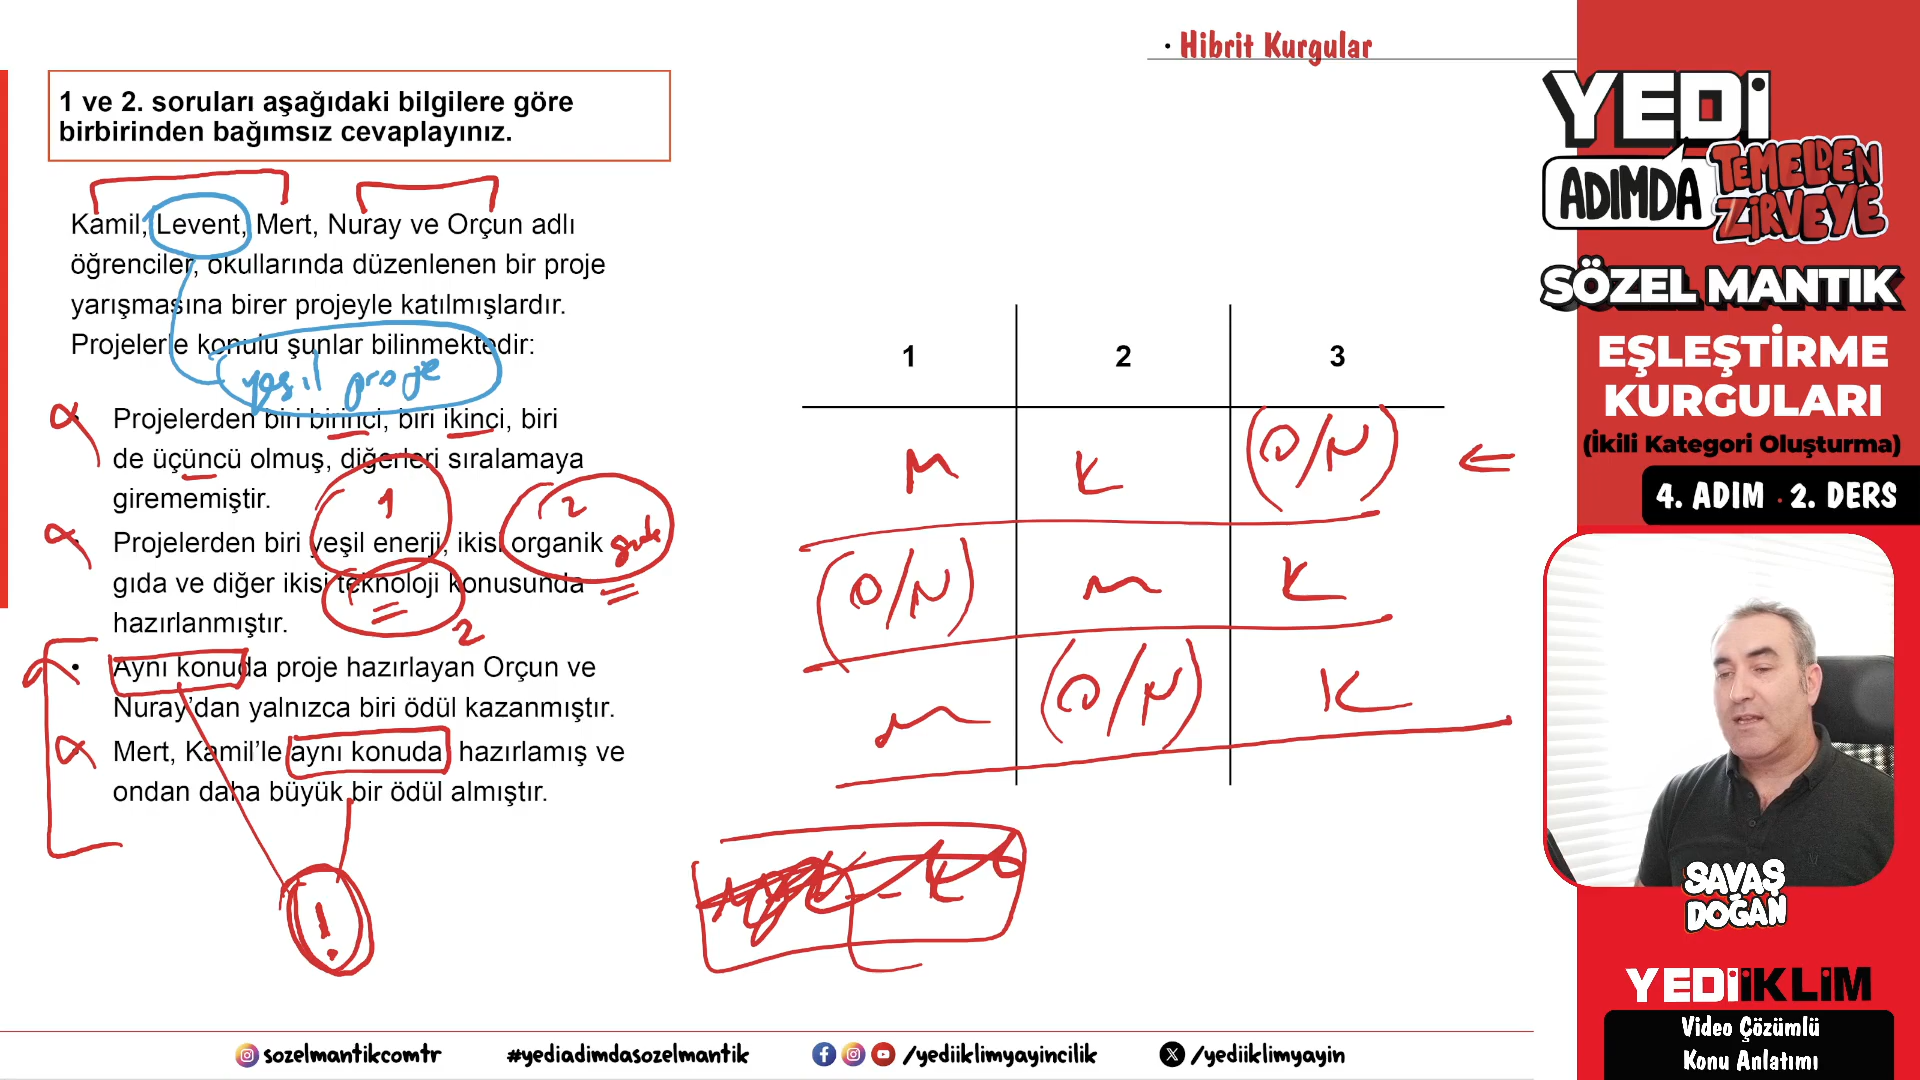 · Hibrit Kurgular
1 ve 2. soruları aşağıdaki bilgilere göre
birbirinden bağımsız cevaplayınız.
Kamil, Levent, Mert, Nuray ve Orçun adlı
öğrenciler, okullarında düzenlenen bir proje
yarışmasına birer projeyle katılmışlardır.
Projelerle konulu şunlar bilinmektedir:
yeşil proje
Projelerden biri birinci, biri ikinci, biri
de üçüncü olmuş, diğerleri sıralamaya
girememiştir.
1
2
Projelerden biri yeşil enerji, ikisi organik
gıda ve diğer ikisi teknoloji konusunda
hazırlanmıştır.
2
• Aynı konuda proje hazırlayan Orçun ve
Nuray'dan yalnızca biri ödül kazanmıştır.
Mert, Kamil'le aynı konuda hazırlamış ve
ondan daha büyük bir ödül almıştır.
!
1 2 3
M K (O/N) ←
(O/N) M K
M (O/N) K
K
YEDİ
ADIMDA
TEMELDEN
ZİRVEYE
SÖZEL MANTIK
EŞLEŞTİRME
KURGULARI
(İkili Kategori Oluşturma)
4. ADIM · 2. DERS
SAVAŞ
DOĞAN
YEDİİKLİM
Video Çözümlü
Konu Anlatımı
sozelmantikcomtr #yediadimdasozelmantik /yediiklimyayincilik /yediiklimyayin